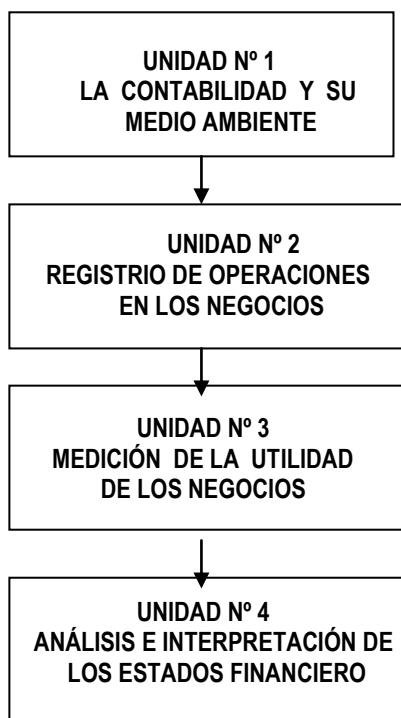 UNIDAD Nº 1
LA CONTABILIDAD Y SU
MEDIO AMBIENTE
UNIDAD Nº 2
REGISTRO DE OPERACIONES
EN LOS NEGOCIOS
UNIDAD Nº 3
MEDICIÓN DE LA UTILIDAD
DE LOS NEGOCIOS
UNIDAD Nº 4
ANÁLISIS E INTERPRETACIÓN DE
LOS ESTADOS FINANCIERO